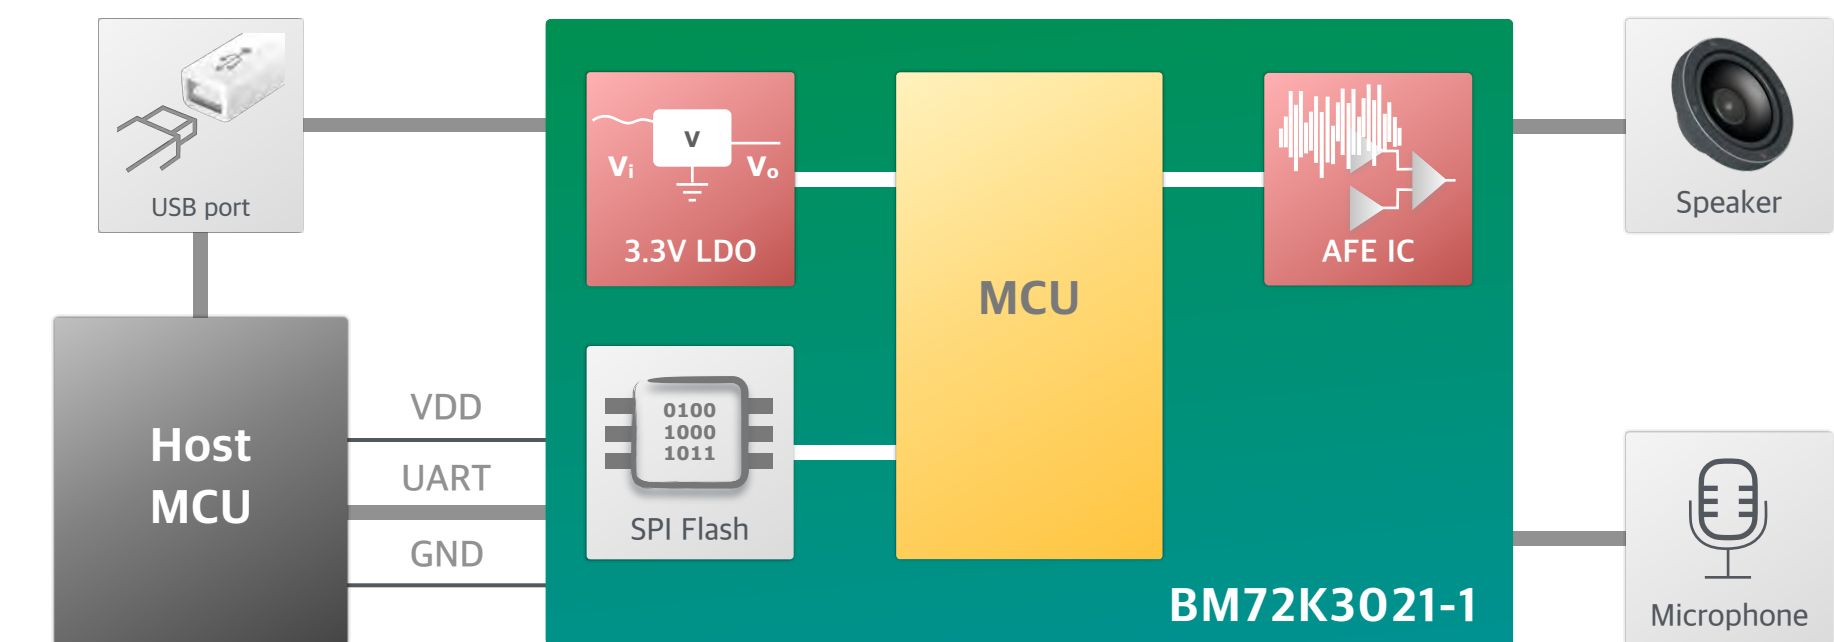 USB port
Host
MCU
VDD
UART
GND
V
Vi
Vo
3.3V LDO
0100
1000
1011
SPI Flash
MCU
AFE IC
BM72K3021-1
Speaker
Microphone